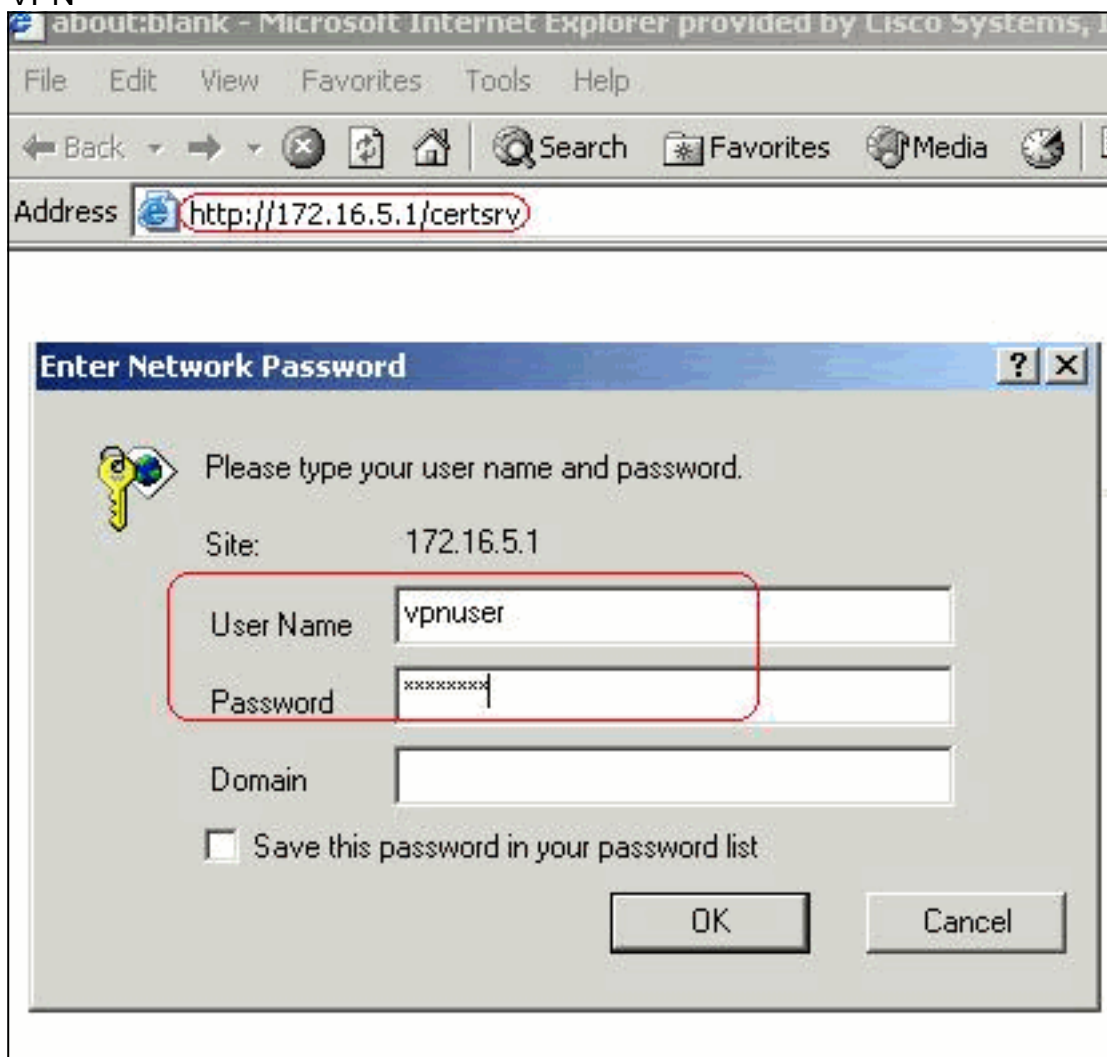 VPN
about:blank - Microsoft Internet Explorer provided by Cisco Systems,
File Edit View Favorites Tools Help
Back Search Favorites Media
Address http://172.16.5.1/certsrv
Enter Network Password ? X
Please type your user name and password.
Site: 172.16.5.1
User Name vpnuser
Password xxxxxxxx
Domain
Save this password in your password list
OK Cancel